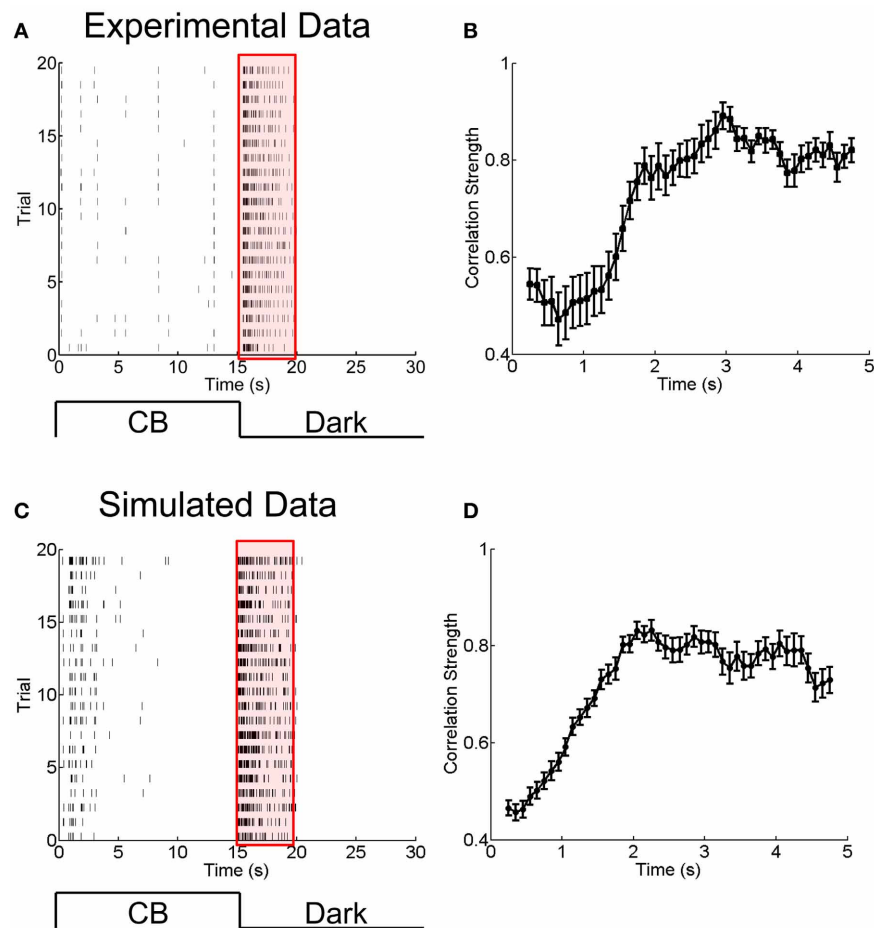 A
Experimental Data
20
15
10
5
0
Trial
0 5 10 15 20 25 30
Time (s)
CB Dark
B
1
0.8
0.6
0.4
Correlation Strength
0 1 2 3 4 5
Time (s)
C
Simulated Data
20
15
10
5
0
Trial
0 5 10 15 20 25 30
Time (s)
CB Dark
D
1
0.8
0.6
0.4
Correlation Strength
0 1 2 3 4 5
Time (s)